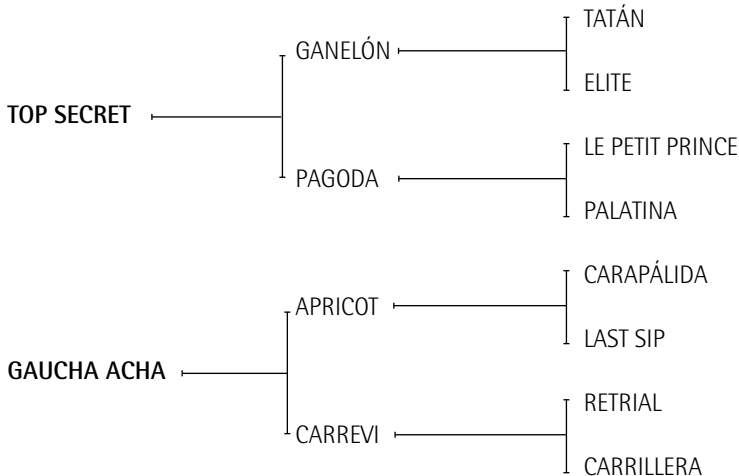 TATÁN
GANELÓN
ELITE
TOP SECRET
LE PETIT PRINCE
PAGODA
PALATINA
CARAPÁLIDA
APRICOT
LAST SIP
GAUCHA ACHA
RETRIAL
CARREVI
CARRILLERA